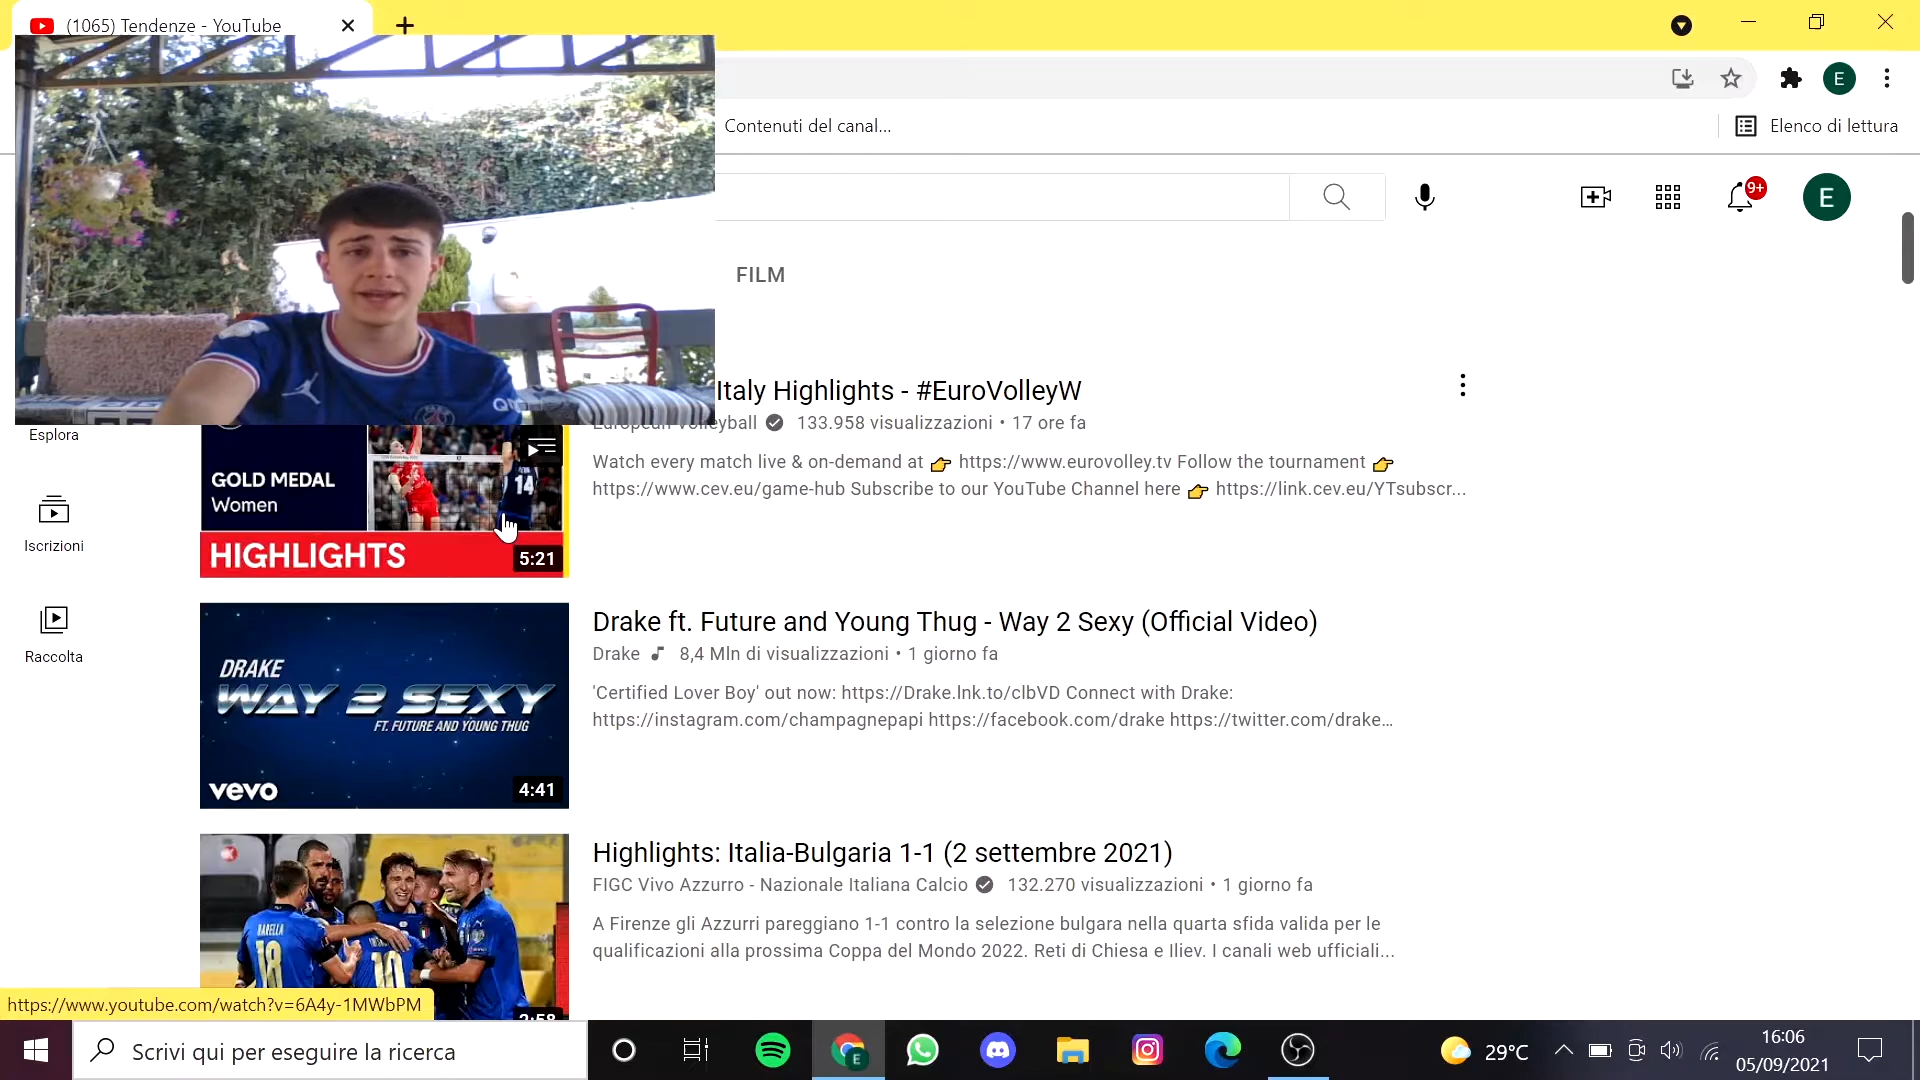 (1065) Tendenze - YouTube
E
Contenuti del canal...
Elenco di lettura
9+
E
FILM
Italy Highlights - #EuroVolleyW
European Volleyball 133.958 visualizzazioni • 17 ore fa
Watch every match live & on-demand at 👉 https://www.eurovolley.tv Follow the tournament 👉
https://www.cev.eu/game-hub Subscribe to our YouTube Channel here 👉 https://link.cev.eu/YTsubscr...
Esplora
Iscrizioni
Raccolta
GOLD MEDAL
Women
14
HIGHLIGHTS
5:21
Drake ft. Future and Young Thug - Way 2 Sexy (Official Video)
Drake 8,4 Mln di visualizzazioni • 1 giorno fa
'Certified Lover Boy' out now: https://Drake.lnk.to/clbVD Connect with Drake:
https://instagram.com/champagnepapi https://facebook.com/drake https://twitter.com/drake...
DRAKE
WAY 2 SEXY
FT. FUTURE AND YOUNG THUG
vevo
4:41
Highlights: Italia-Bulgaria 1-1 (2 settembre 2021)
FIGC Vivo Azzurro - Nazionale Italiana Calcio 132.270 visualizzazioni • 1 giorno fa
A Firenze gli Azzurri pareggiano 1-1 contro la selezione bulgara nella quarta sfida valida per le
qualificazioni alla prossima Coppa del Mondo 2022. Reti di Chiesa e Iliev. I canali web ufficiali...
BARELLA
18
10
2:58
https://www.youtube.com/watch?v=6A4y-1MWbPM
Scrivi qui per eseguire la ricerca
E
29°C
16:06
05/09/2021